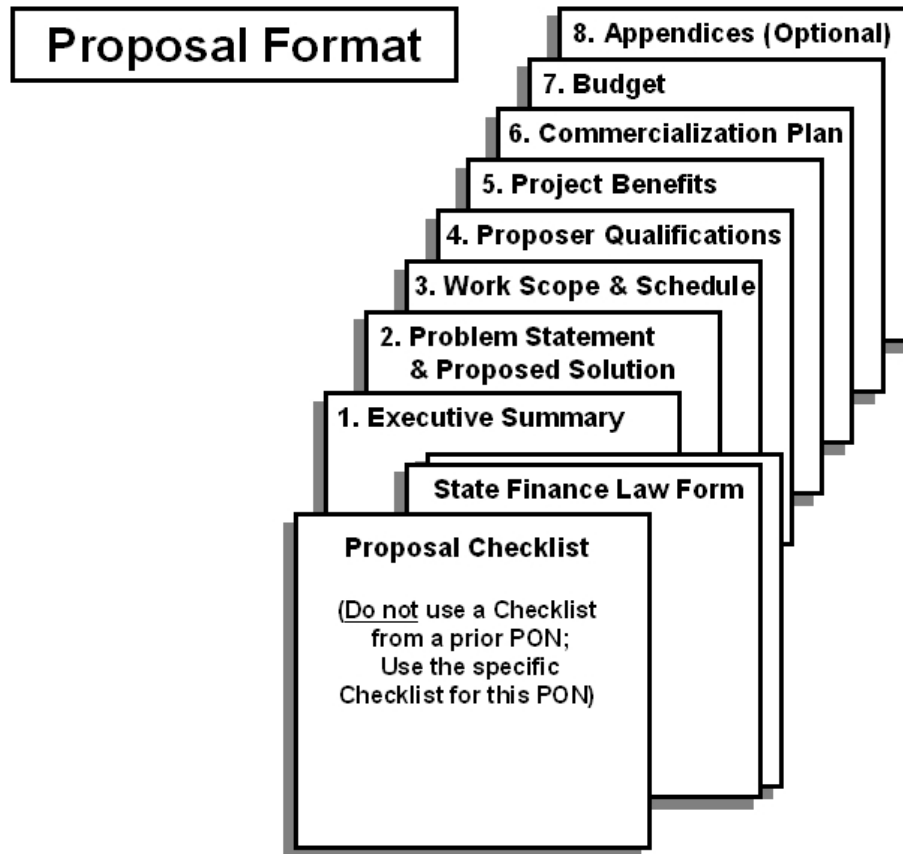 Proposal Format
8. Appendices (Optional)
7. Budget
6. Commercialization Plan
5. Project Benefits
4. Proposer Qualifications
3. Work Scope & Schedule
2. Problem Statement
& Proposed Solution
1. Executive Summary
State Finance Law Form
Proposal Checklist
(Do not use a Checklist
from a prior PON;
Use the specific
Checklist for this PON)